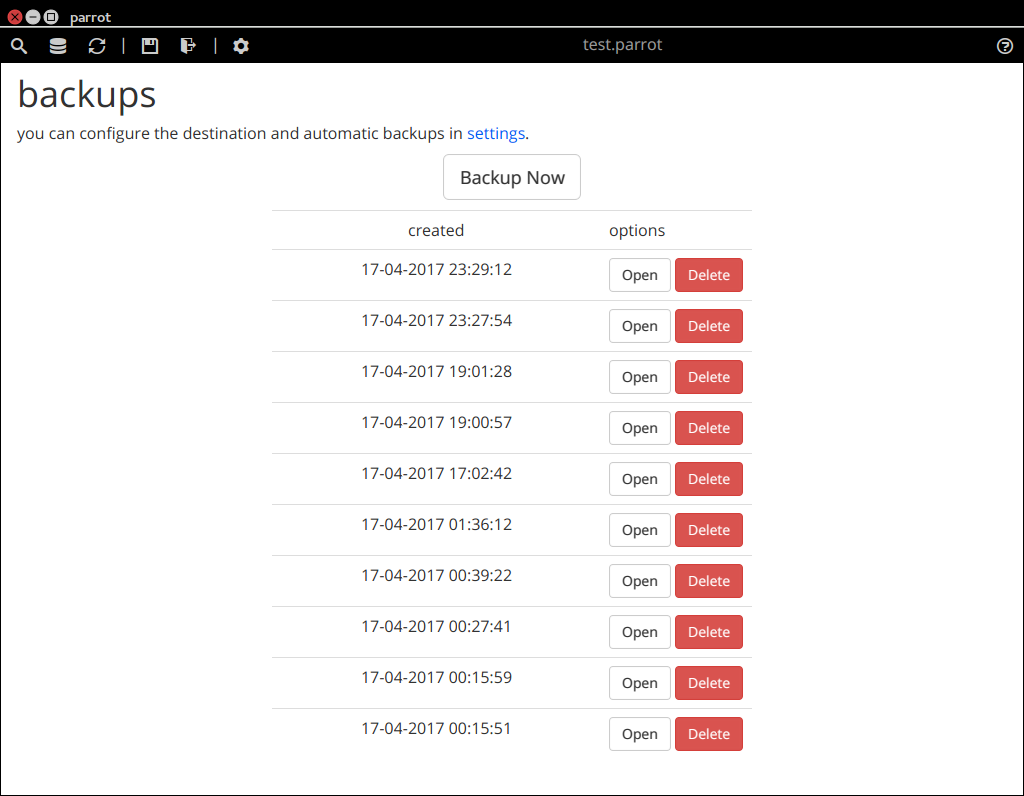 parrot
test.parrot
backups
you can configure the destination and automatic backups in settings.
Backup Now
created options
17-04-2017 23:29:12 Open Delete
17-04-2017 23:27:54 Open Delete
17-04-2017 19:01:28 Open Delete
17-04-2017 19:00:57 Open Delete
17-04-2017 17:02:42 Open Delete
17-04-2017 01:36:12 Open Delete
17-04-2017 00:39:22 Open Delete
17-04-2017 00:27:41 Open Delete
17-04-2017 00:15:59 Open Delete
17-04-2017 00:15:51 Open Delete